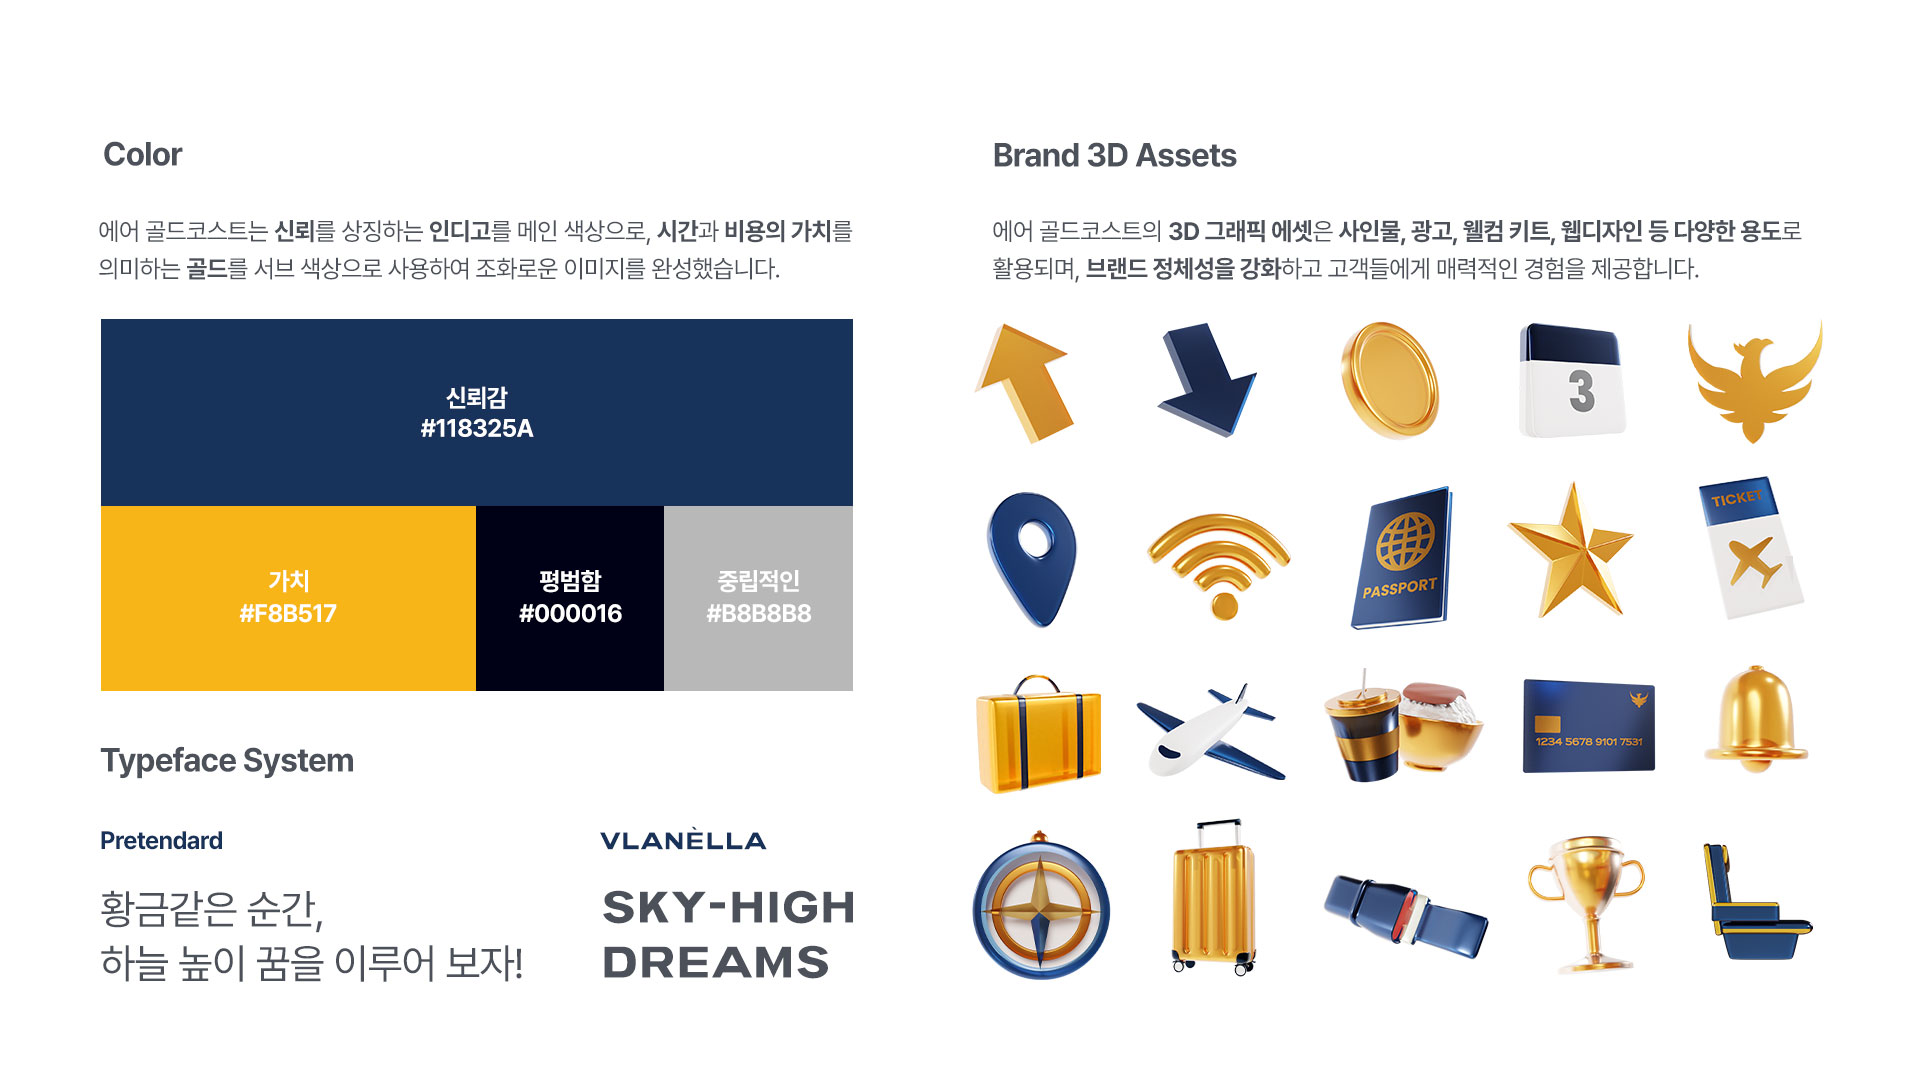 Color
에어 골드코스트는 신뢰를 상징하는 인디고를 메인 색상으로, 시간과 비용의 가치를
의미하는 골드를 서브 색상으로 사용하여 조화로운 이미지를 완성했습니다.
신뢰감
#118325A
가치
#F8B517
평범함
#000016
중립적인
#B8B8B8
Typeface System
Pretendard
황금같은 순간,
하늘 높이 꿈을 이루어 보자!
VLANÈLLA
SKY-HIGH
DREAMS
Brand 3D Assets
에어 골드코스트의 3D 그래픽 에셋은 사인물, 광고, 웰컴 키트, 웹디자인 등 다양한 용도로
활용되며, 브랜드 정체성을 강화하고 고객들에게 매력적인 경험을 제공합니다.
3
PASSPORT
TICKET
1234 5678 9101 7531